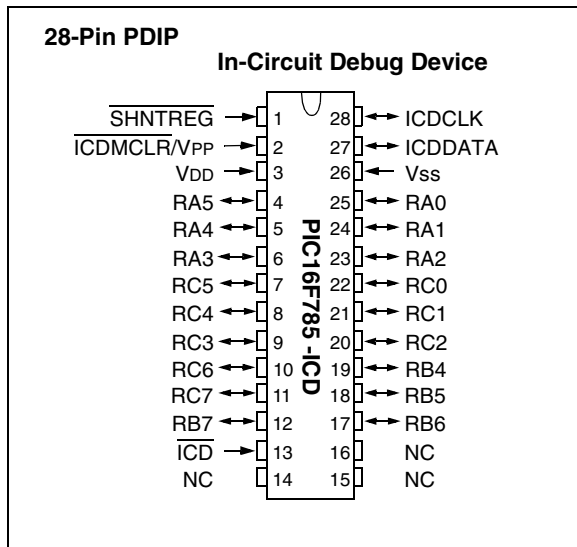 28-Pin PDIP
In-Circuit Debug Device
SHNTREG 1 28 ICDCLK
ICDMCLR/VPP 2 27 ICDDATA
VDD 3 26 Vss
RA5 4 25 RA0
RA4 5 24 RA1
RA3 6 23 RA2
RC5 7 22 RC0
RC4 8 21 RC1
RC3 9 20 RC2
RC6 10 19 RB4
RC7 11 18 RB5
RB7 12 17 RB6
ICD 13 16 NC
NC 14 15 NC
PIC16F785 -ICD